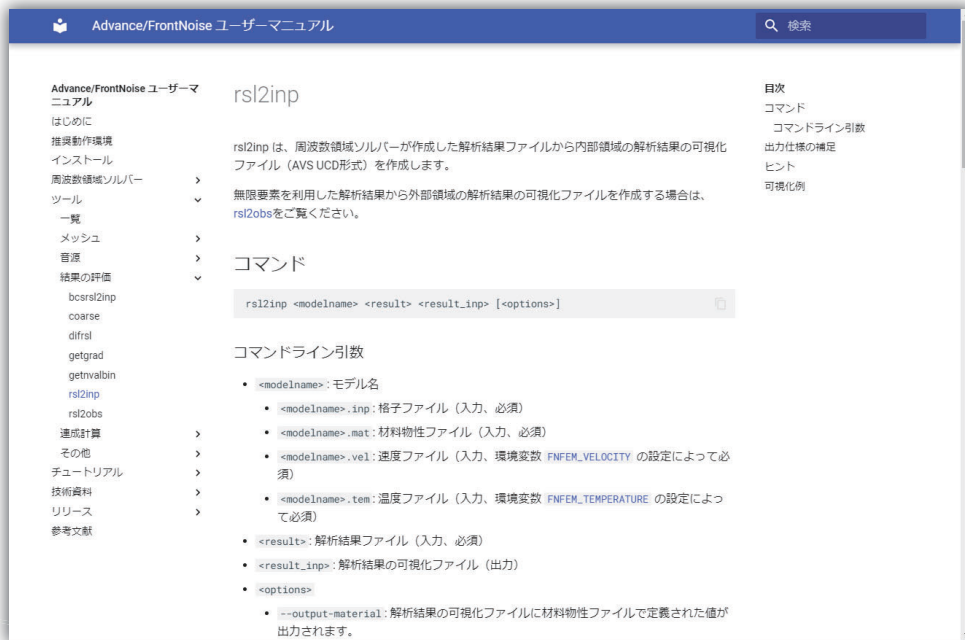 Advance/FrontNoise ユーザーマニュアル
検索
Advance/FrontNoise ユーザーマ
ニュアル
はじめに
推奨動作環境
インストール
周波数領域ソルバー
ツール
一覧
メッシュ
音源
結果の評価
bcsrsl2inp
coarse
difrsl
getgrad
getnvalbin
rsl2inp
rsl2obs
連成計算
その他
チュートリアル
技術資料
リリース
参考文献
rsl2inp
rsl2inp は、周波数領域ソルバーが作成した解析結果ファイルから内部領域の解析結果の可視化
ファイル（AVS UCD形式）を作成します。
無限要素を利用した解析結果から外部領域の解析結果の可視化ファイルを作成する場合は、
rsl2obsをご覧ください。
コマンド
rsl2inp <modelname> <result> <result_inp> [<options>]
コマンドライン引数
• <modelname> : モデル名
• <modelname>.inp : 格子ファイル（入力、必須）
• <modelname>.mat : 材料物性ファイル（入力、必須）
• <modelname>.vel : 速度ファイル（入力、環境変数 FNFEM_VELOCITY の設定によって必
須）
• <modelname>.tem : 温度ファイル（入力、環境変数 FNFEM_TEMPERATURE の設定によっ
て必須）
• <result> : 解析結果ファイル（入力、必須）
• <result_inp> : 解析結果の可視化ファイル（出力）
• <options>
• --output-material : 解析結果の可視化ファイルに材料物性ファイルで定義された値が
出力されます。
目次
コマンド
コマンドライン引数
出力仕様の補足
ヒント
可視化例